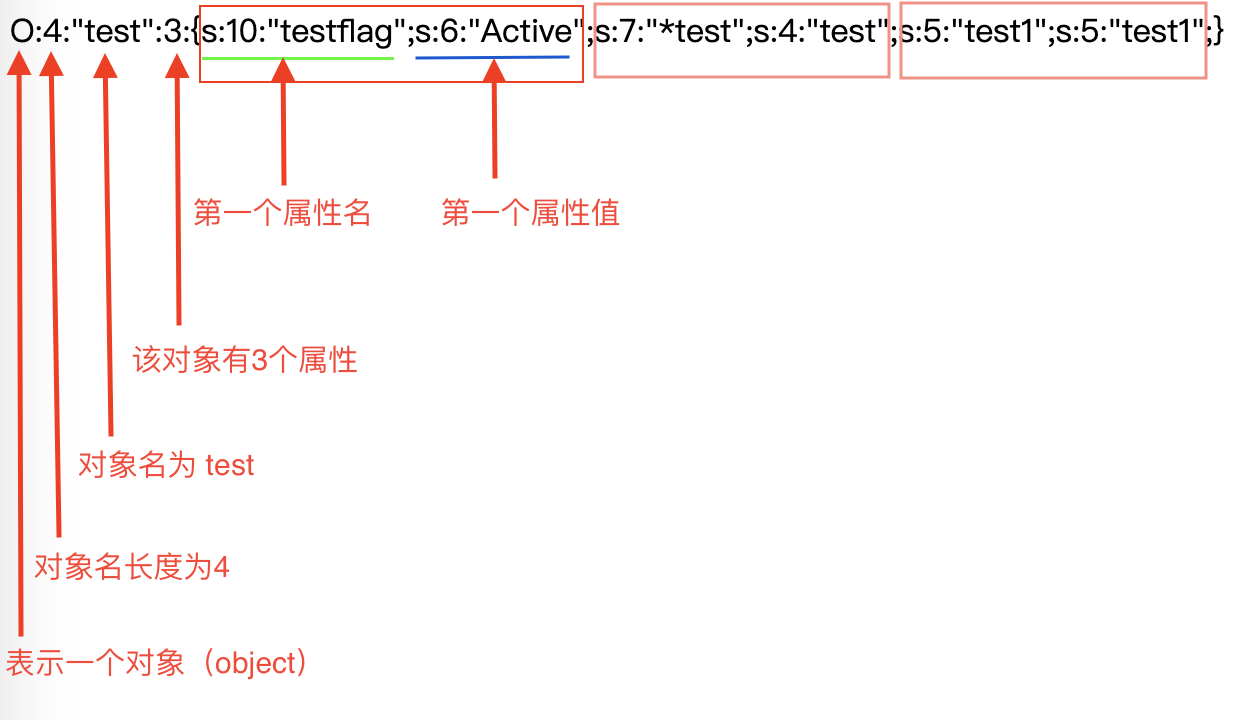 O:4:"test":3:{s:10:"testflag";s:6:"Active";s:7:"*test";s:4:"test";s:5:"test1";s:5:"test1";}
第一个属性名 第一个属性值
该对象有3个属性
对象名为 test
对象名长度为4
表示一个对象（object）